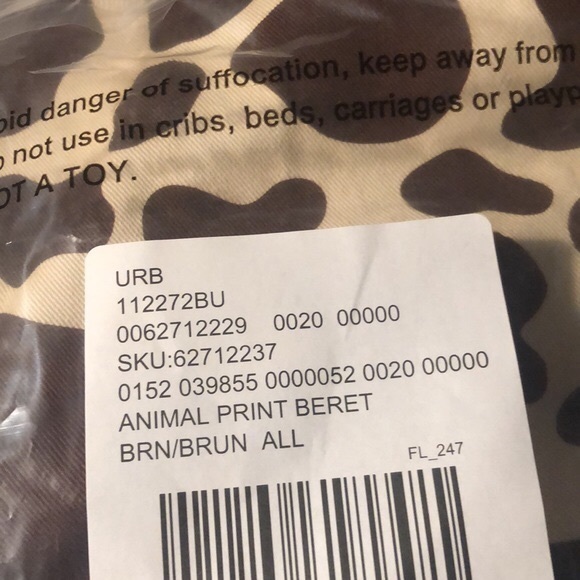 danger of suffocation, keep away from
not use in cribs, beds, carriages or
A TOY.
URB
112272BU
0062712229 0020 00000
SKU:62712237
0152 039855 0000052 0020 00000
ANIMAL PRINT BERET
BRN/BRUN ALL
FL_247